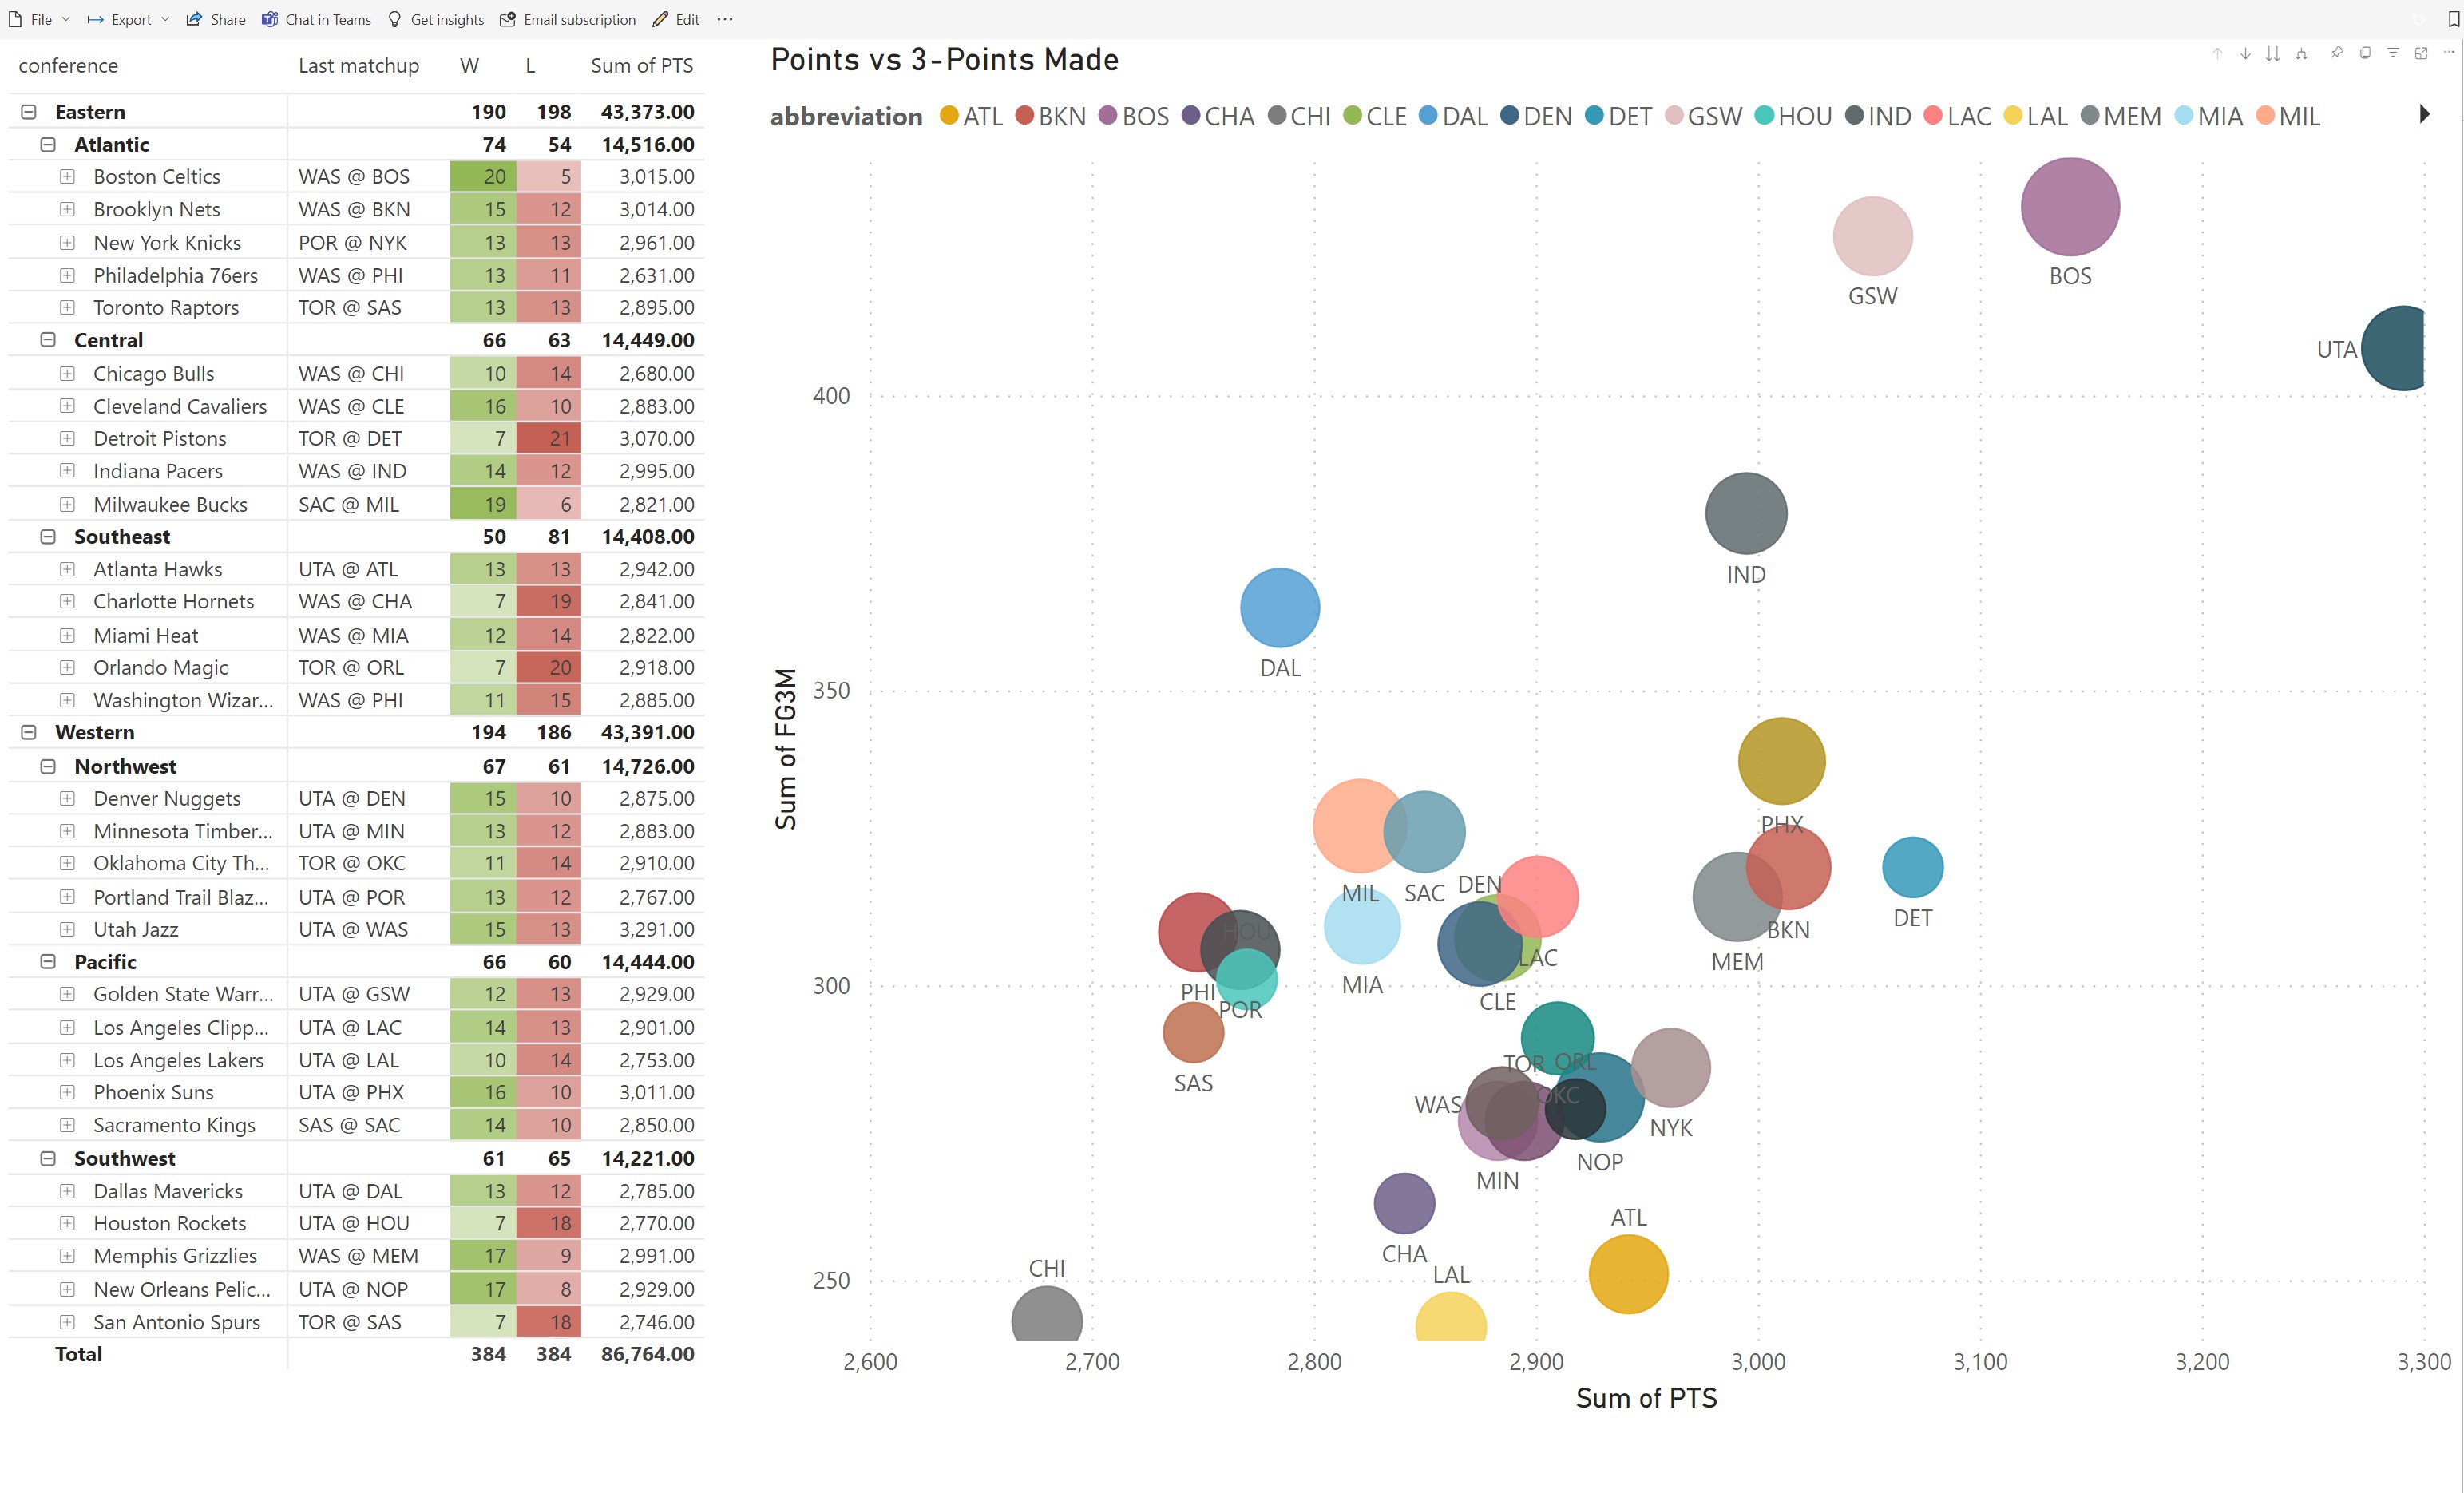 File Export Share Chat in Teams Get insights Email subscription Edit ...
conference Last matchup W L Sum of PTS
Eastern 190 198 43,373.00
Atlantic 74 54 14,516.00
Boston Celtics WAS @ BOS 20 5 3,015.00
Brooklyn Nets WAS @ BKN 15 12 3,014.00
New York Knicks POR @ NYK 13 13 2,961.00
Philadelphia 76ers WAS @ PHI 13 11 2,631.00
Toronto Raptors TOR @ SAS 13 13 2,895.00
Central 66 63 14,449.00
Chicago Bulls WAS @ CHI 10 14 2,680.00
Cleveland Cavaliers WAS @ CLE 16 10 2,883.00
Detroit Pistons TOR @ DET 7 21 3,070.00
Indiana Pacers WAS @ IND 14 12 2,995.00
Milwaukee Bucks SAC @ MIL 19 6 2,821.00
Southeast 50 81 14,408.00
Atlanta Hawks UTA @ ATL 13 13 2,942.00
Charlotte Hornets WAS @ CHA 7 19 2,841.00
Miami Heat WAS @ MIA 12 14 2,822.00
Orlando Magic TOR @ ORL 7 20 2,918.00
Washington Wizar... WAS @ PHI 11 15 2,885.00
Western 194 186 43,391.00
Northwest 67 61 14,726.00
Denver Nuggets UTA @ DEN 15 10 2,875.00
Minnesota Timber... UTA @ MIN 13 12 2,883.00
Oklahoma City Th... TOR @ OKC 11 14 2,910.00
Portland Trail Blaz... UTA @ POR 13 12 2,767.00
Utah Jazz UTA @ WAS 15 13 3,291.00
Pacific 66 60 14,444.00
Golden State Warr... UTA @ GSW 12 13 2,929.00
Los Angeles Clipp... UTA @ LAC 14 13 2,901.00
Los Angeles Lakers UTA @ LAL 10 14 2,753.00
Phoenix Suns UTA @ PHX 16 10 3,011.00
Sacramento Kings SAS @ SAC 14 10 2,850.00
Southwest 61 65 14,221.00
Dallas Mavericks UTA @ DAL 13 12 2,785.00
Houston Rockets UTA @ HOU 7 18 2,770.00
Memphis Grizzlies WAS @ MEM 17 9 2,991.00
New Orleans Pelic... UTA @ NOP 17 8 2,929.00
San Antonio Spurs TOR @ SAS 7 18 2,746.00
Total 384 384 86,764.00
Points vs 3-Points Made
abbreviation ATL BKN BOS CHA CHI CLE DAL DEN DET GSW HOU IND LAC LAL MEM MIA MIL
BOS
GSW
UTA
400
IND
DAL
350
Sum of FG3M
PHX
MIL SAC DEN
DET
BKN
HOU
LAC
MEM
MIA
300
PHI
CLE
POR
TOR ORL
SAS
OKC
WAS
NYK
NOP
MIN
ATL
CHA
CHI
LAL
250
2,600 2,700 2,800 2,900 3,000 3,100 3,200 3,300
Sum of PTS